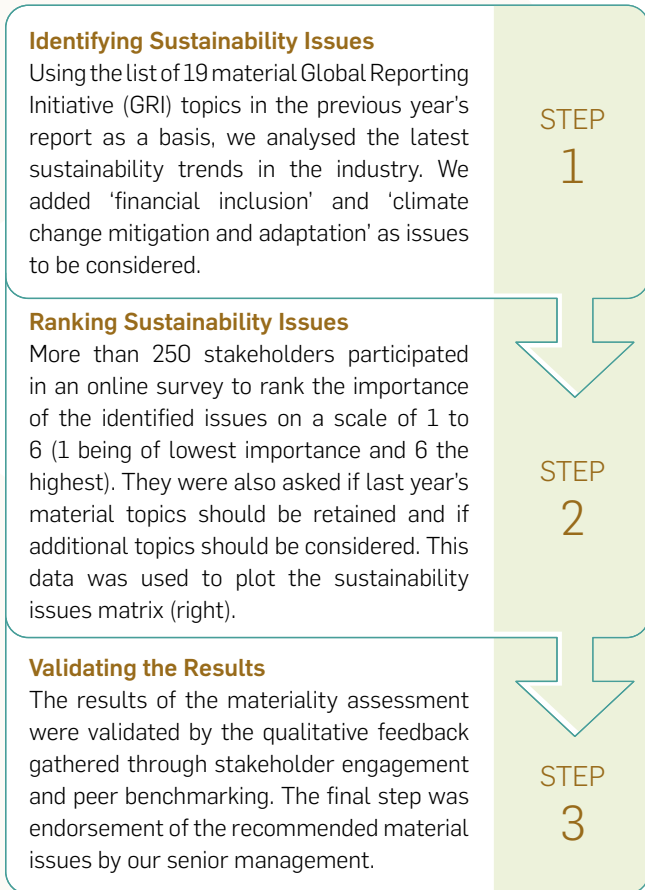 Identifying Sustainability Issues
Using the list of 19 material Global Reporting
Initiative (GRI) topics in the previous year's
report as a basis, we analysed the latest
sustainability trends in the industry. We
added ‘financial inclusion’ and ‘climate
change mitigation and adaptation’ as issues
to be considered.
STEP
1
Ranking Sustainability Issues
More than 250 stakeholders participated
in an online survey to rank the importance
of the identified issues on a scale of 1 to
6 (1 being of lowest importance and 6 the
highest). They were also asked if last year's
material topics should be retained and if
additional topics should be considered. This
data was used to plot the sustainability
issues matrix (right).
STEP
2
Validating the Results
The results of the materiality assessment
were validated by the qualitative feedback
gathered through stakeholder engagement
and peer benchmarking. The final step was
endorsement of the recommended material
issues by our senior management.
STEP
3